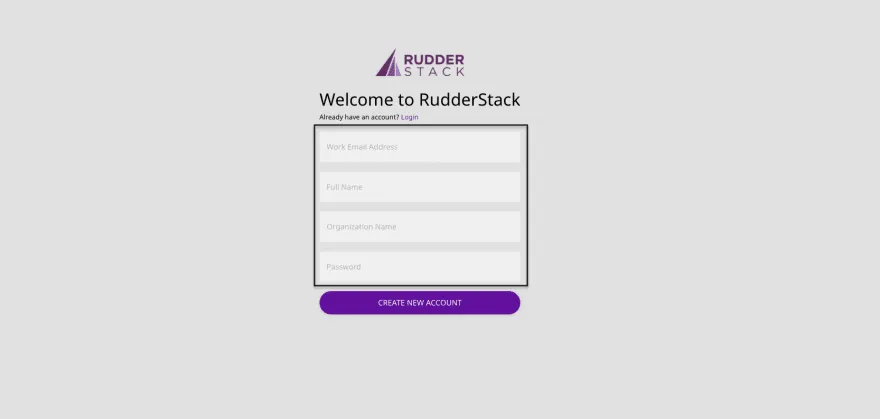 RUDDER
STACK
Welcome to RudderStack
Already have an account? Login
Work Email Address
Full Name
Organization Name
Password
CREATE NEW ACCOUNT